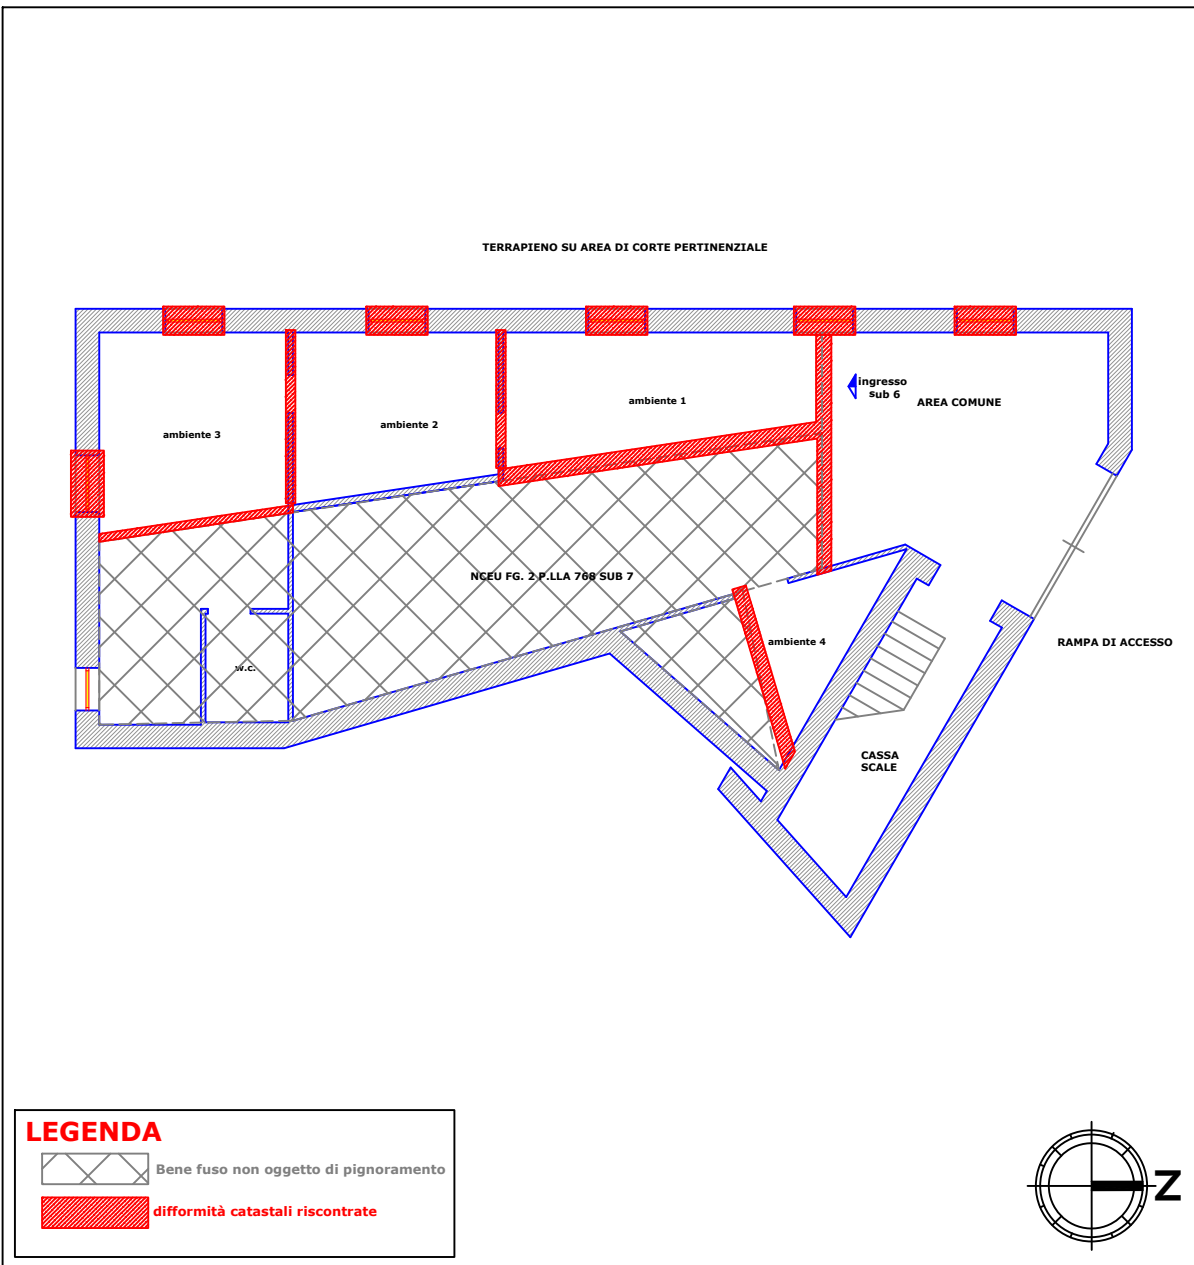 TERRAPIENO SU AREA DI CORTE PERTINENZIALE
ingresso
sub 6
AREA COMUNE
ambiente 1
ambiente 2
ambiente 3
NCEU FG. 2 P.LLA 768 SUB 7
ambiente 4
RAMPA DI ACCESSO
w.c.
CASSA
SCALE
LEGENDA
Bene fuso non oggetto di pignoramento
difformità catastali riscontrate
N